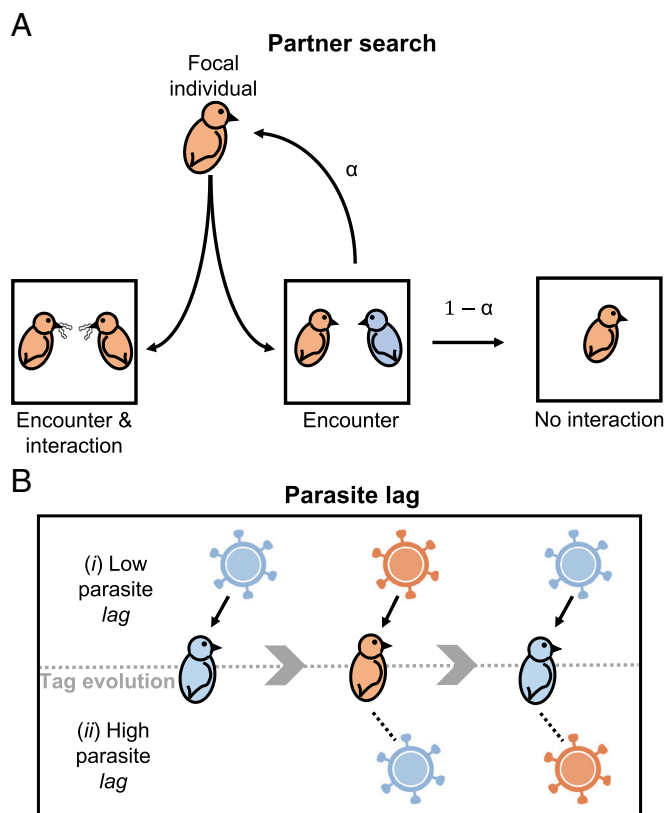 A
Partner search
Focal
individual
α
1 − α
Encounter &
interaction
Encounter
No interaction
B
Parasite lag
(i) Low
parasite
lag
Tag evolution
(ii) High
parasite
lag